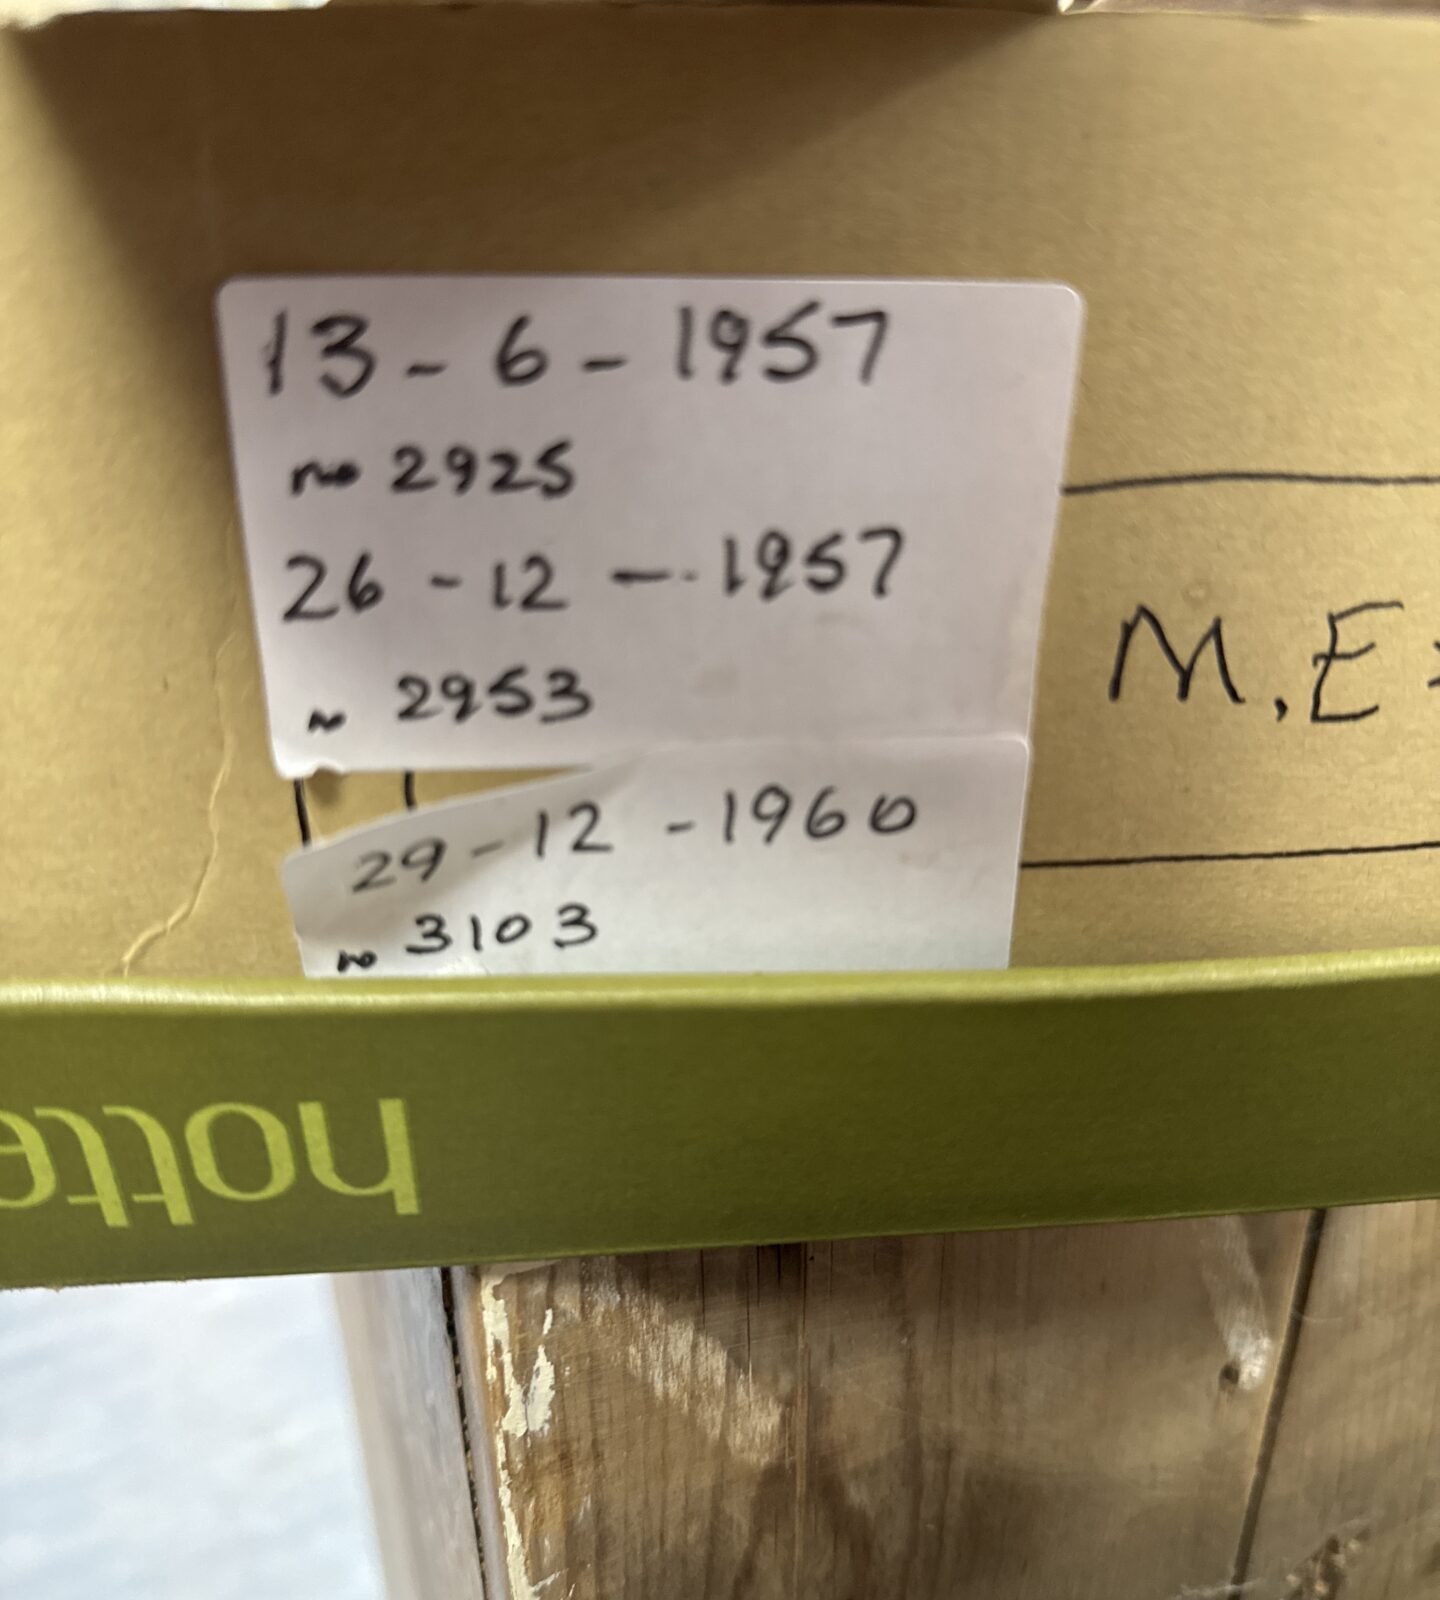 13 - 6 - 1957
no 2925
26 - 12 - 1957
no 2953
M.E
29 - 12 - 1960
no 3103
hotte